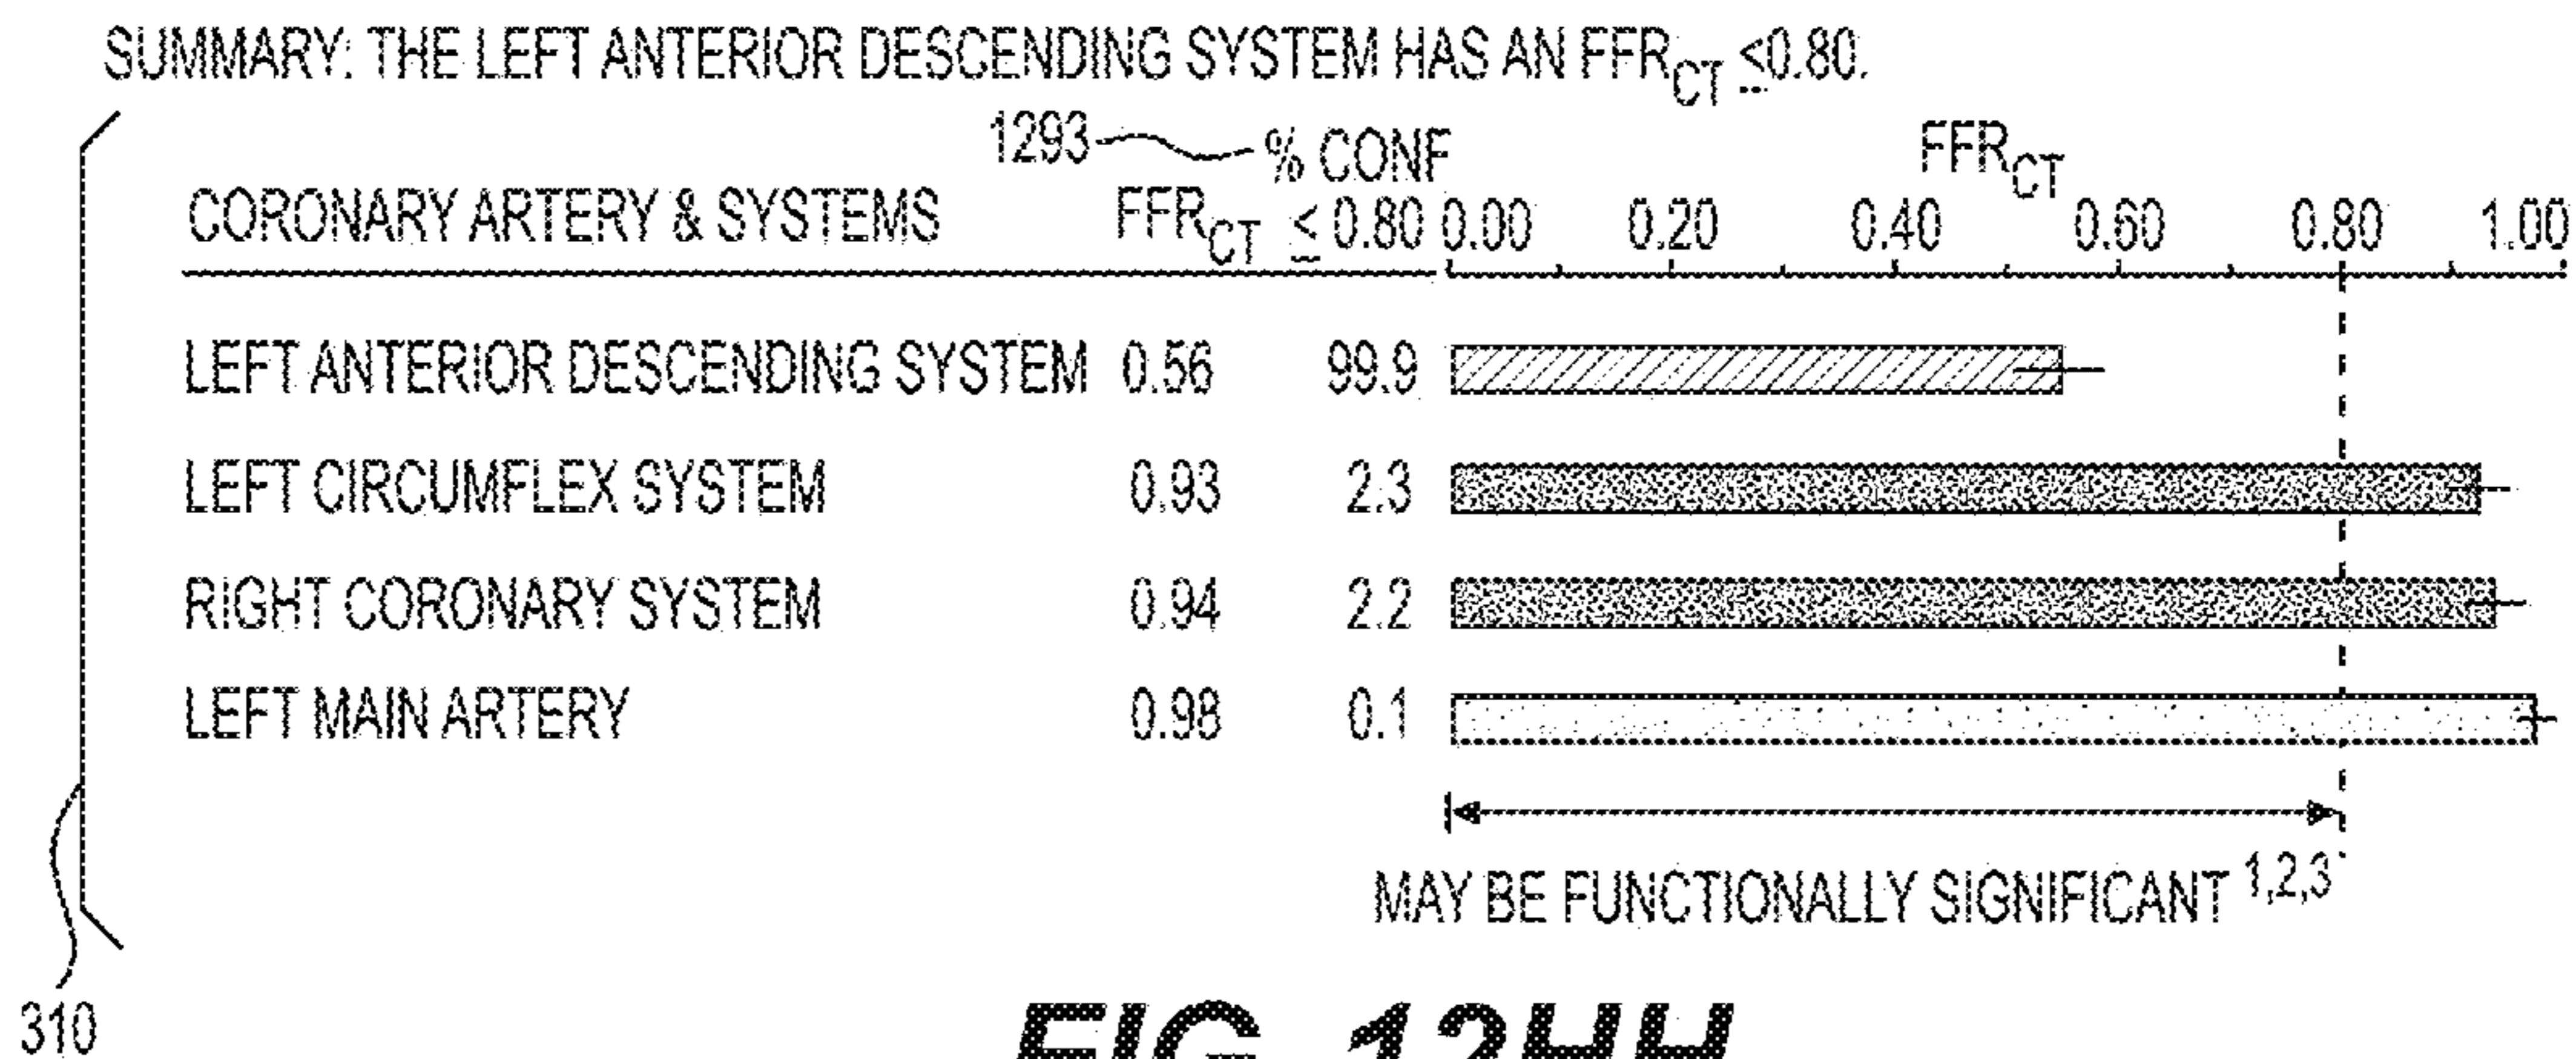 SUMMARY: THE LEFT ANTERIOR DESCENDING SYSTEM HAS AN FFRCT ≤0.80.
1293 % CONF FFRCT
CORONARY ARTERY & SYSTEMS FFRCT ≤ 0.80 0.00 0.20 0.40 0.60 0.80 1.00
LEFT ANTERIOR DESCENDING SYSTEM 0.56 99.9
LEFT CIRCUMFLEX SYSTEM 0.93 2.3
RIGHT CORONARY SYSTEM 0.94 2.2
LEFT MAIN ARTERY 0.98 0.1
MAY BE FUNCTIONALLY SIGNIFICANT 1,2,3
310
FIG. 12HH